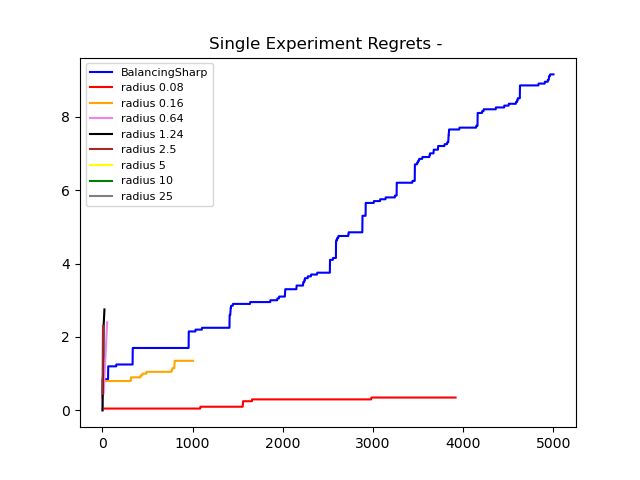 Single Experiment Regrets -
BalancingSharp
radius 0.08
radius 0.16
radius 0.64
radius 1.24
radius 2.5
radius 5
radius 10
radius 25
8
6
4
2
0
0 1000 2000 3000 4000 5000